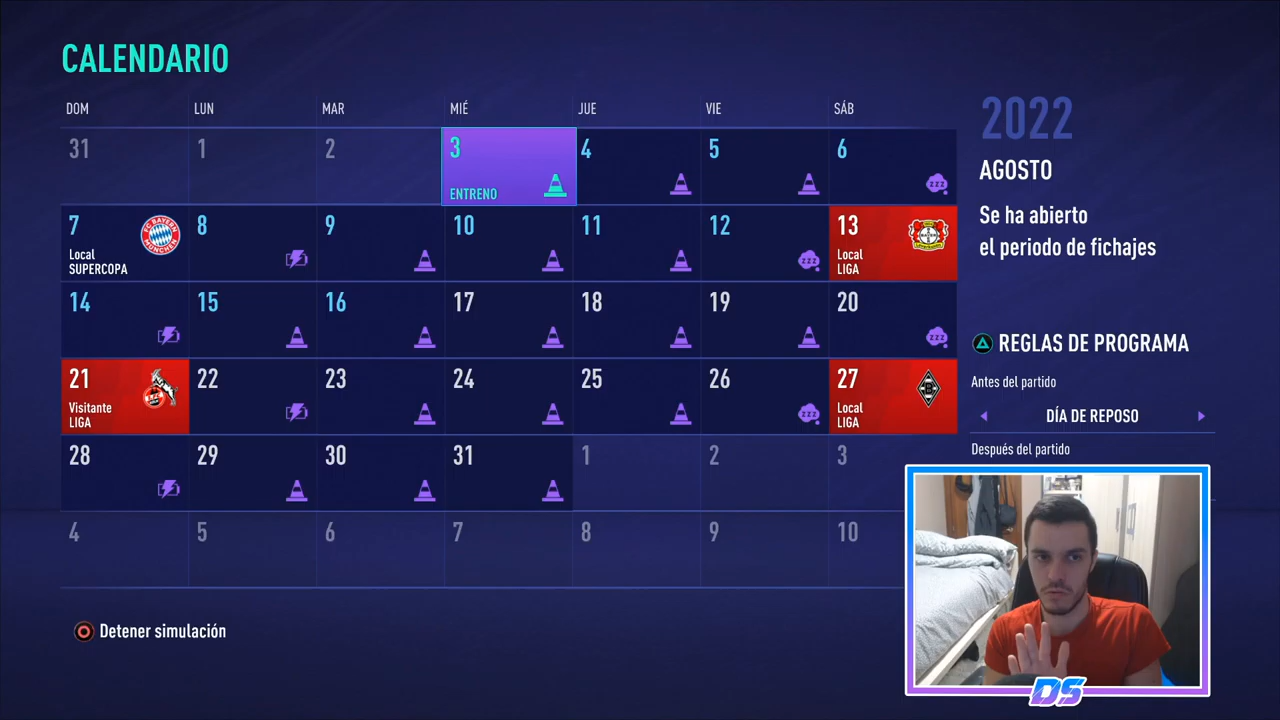 CALENDARIO
DOM LUN MAR MIÉ JUE VIE SÁB
31 1 2 3 4 5 6
ENTRENO
7 8 9 10 11 12 13
Local
SUPERCOPA
Local
LIGA
14 15 16 17 18 19 20
21 22 23 24 25 26 27
Visitante
LIGA
Local
LIGA
28 29 30 31 1 2 3
4 5 6 7 8 9 10
2022
AGOSTO
Se ha abierto
el periodo de fichajes
REGLAS DE PROGRAMA
Antes del partido
DÍA DE REPOSO
Después del partido
Detener simulación
DS